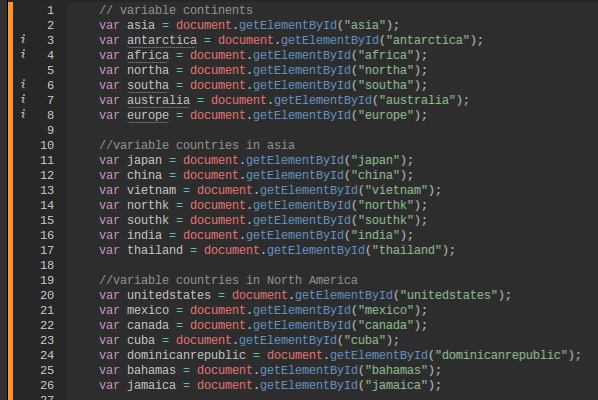 1 // variable continents
2 var asia = document.getElementById("asia");
i 3 var antarctica = document.getElementById("antarctica");
i 4 var africa = document.getElementById("africa");
5 var northa = document.getElementById("northa");
i 6 var southa = document.getElementById("southa");
i 7 var australia = document.getElementById("australia");
i 8 var europe = document.getElementById("europe");
9
10 //variable countries in asia
11 var japan = document.getElementById("japan");
12 var china = document.getElementById("china");
13 var vietnam = document.getElementById("vietnam");
14 var northk = document.getElementById("northk");
15 var southk = document.getElementById("southk");
16 var india = document.getElementById("india");
17 var thailand = document.getElementById("thailand");
18
19 //variable countries in North America
20 var unitedstates = document.getElementById("unitedstates");
21 var mexico = document.getElementById("mexico");
22 var canada = document.getElementById("canada");
23 var cuba = document.getElementById("cuba");
24 var dominicanrepublic = document.getElementById("dominicanrepublic");
25 var bahamas = document.getElementById("bahamas");
26 var jamaica = document.getElementById("jamaica");
27